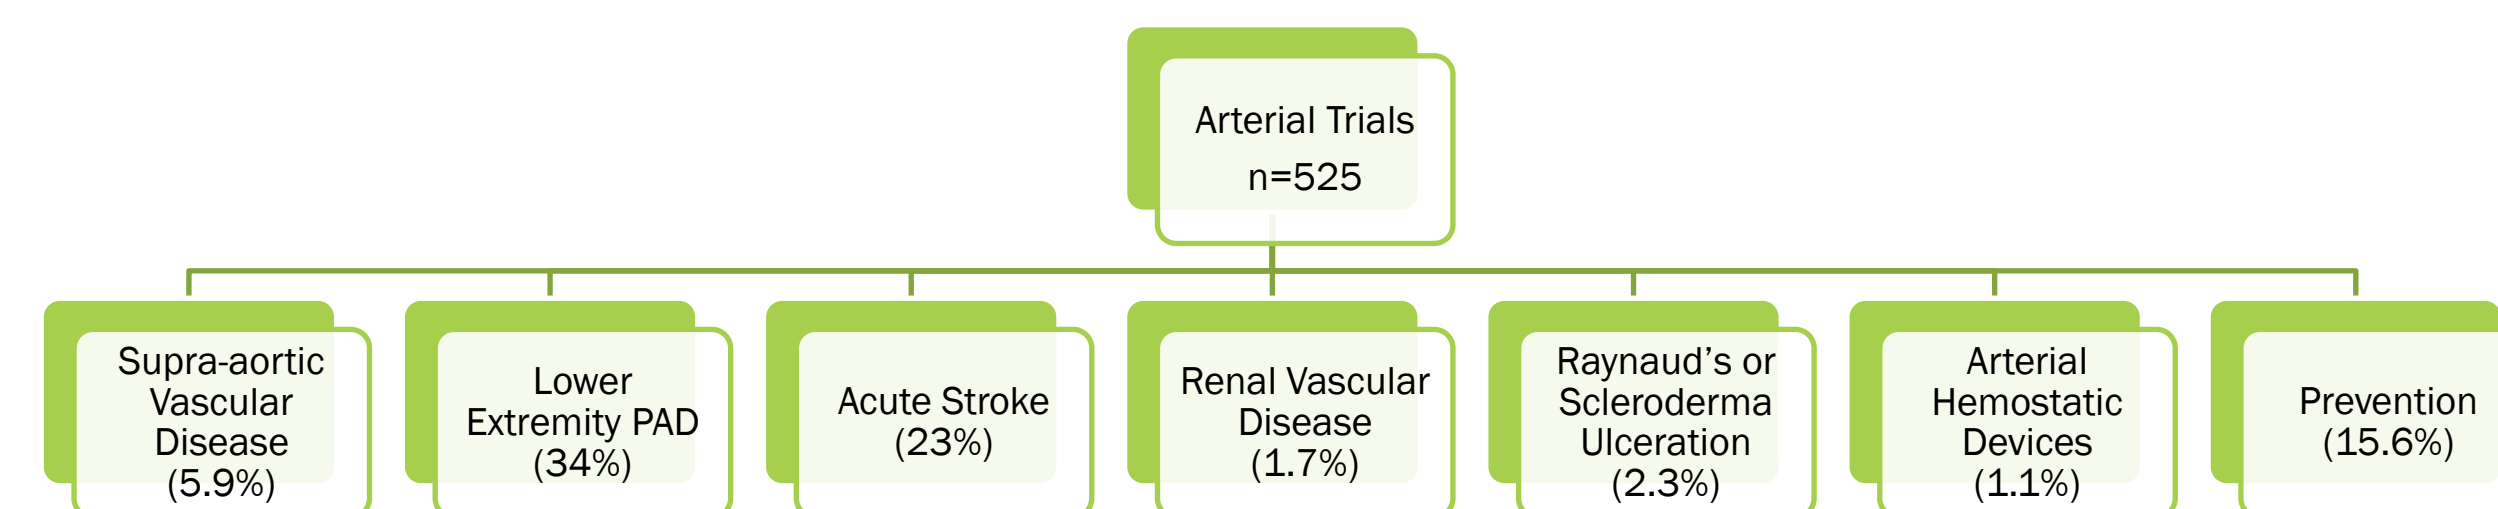 Arterial Trials
n=525
Supra-aortic
Vascular
Disease
(5.9%)
Lower
Extremity PAD
(34%)
Acute Stroke
(23%)
Renal Vascular
Disease
(1.7%)
Raynaud’s or
Scleroderma
Ulceration
(2.3%)
Arterial
Hemostatic
Devices
(1.1%)
Prevention
(15.6%)